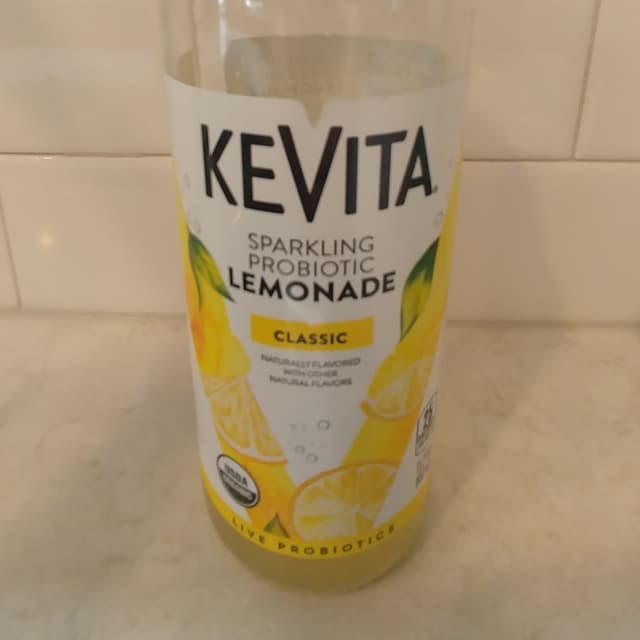 KEVITA
SPARKLING
PROBIOTIC
LEMONADE
CLASSIC
NATURALLY FLAVORED
WITH OTHER
NATURAL FLAVORS
USDA
ORGANIC
LIVE PROBIOTICS